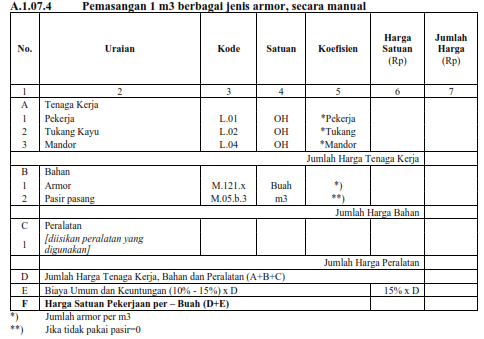 A.1.07.4 Pemasangan 1 m3 berbagai jenis armor, secara manual
No. Uraian Kode Satuan Koefisien Harga Satuan (Rp) Jumlah Harga (Rp)
1 2 3 4 5 6 7
A Tenaga Kerja
1 Pekerja L.01 OH *Pekerja
2 Tukang Kayu L.02 OH *Tukang
3 Mandor L.04 OH *Mandor
Jumlah Harga Tenaga Kerja
B Bahan
1 Armor M.121.x Buah *)
2 Pasir pasang M.05.b.3 m3 **)
Jumlah Harga Bahan
C Peralatan
1 [diisikan peralatan yang
digunakan]
Jumlah Harga Peralatan
D Jumlah Harga Tenaga Kerja, Bahan dan Peralatan (A+B+C)
E Biaya Umum dan Keuntungan (10% - 15%) x D 15% x D
F Harga Satuan Pekerjaan per – Buah (D+E)
*) Jumlah armor per m3
**) Jika tidak pakai pasir=0